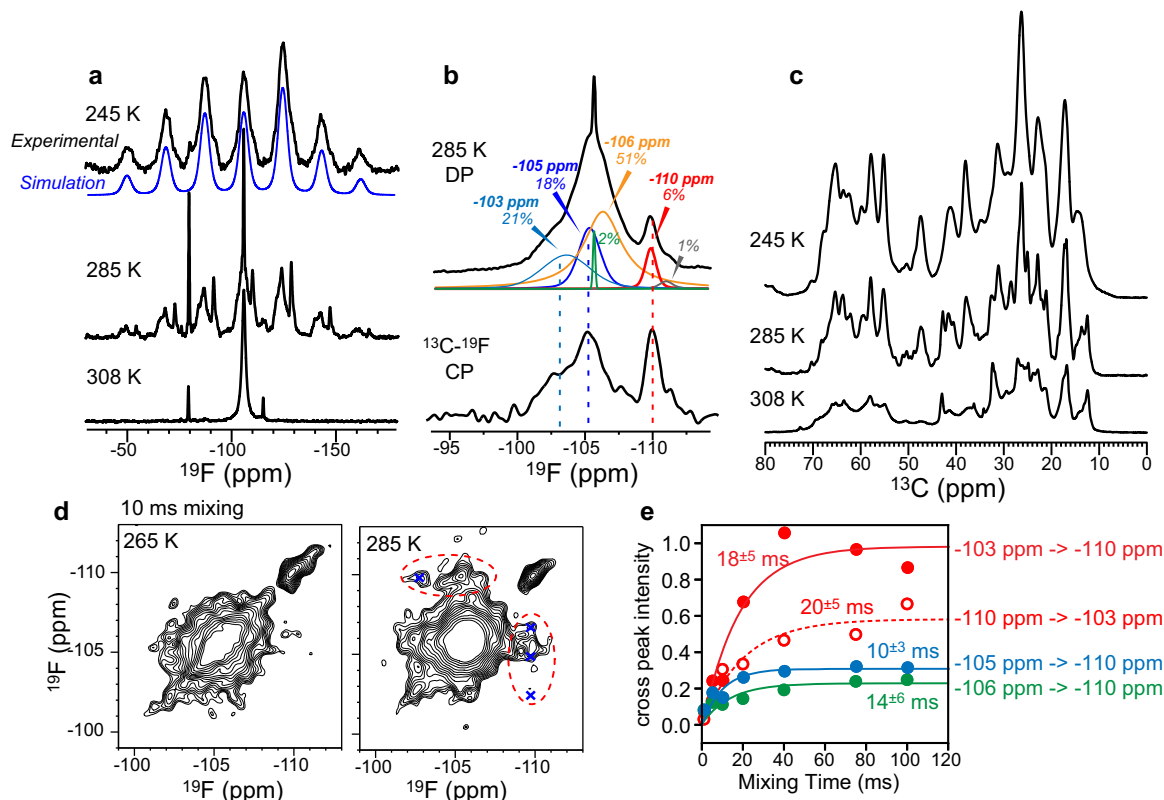 a
245 K
Experimental
Simulation
285 K
308 K
-50
-100
-150
19F (ppm)
b
285 K
DP
-103 ppm
21%
-105 ppm
18%
-106 ppm
51%
-110 ppm
6%
2%
1%
13C-19F
CP
-95
-100
-105
-110
19F (ppm)
c
245 K
285 K
308 K
80
70
60
50
40
30
20
10
0
13C (ppm)
d
10 ms mixing
265 K
285 K
-110
-105
-100
19F (ppm)
-100
-105
-110
19F (ppm)
-100
-105
-110
19F (ppm)
e
cross peak intensity
1.0
0.8
0.6
0.4
0.2
0.0
0
20
40
60
80
100
120
Mixing Time (ms)
18±5 ms
20±5 ms
10±3 ms
14±6 ms
-103 ppm -> -110 ppm
-110 ppm -> -103 ppm
-105 ppm -> -110 ppm
-106 ppm -> -110 ppm